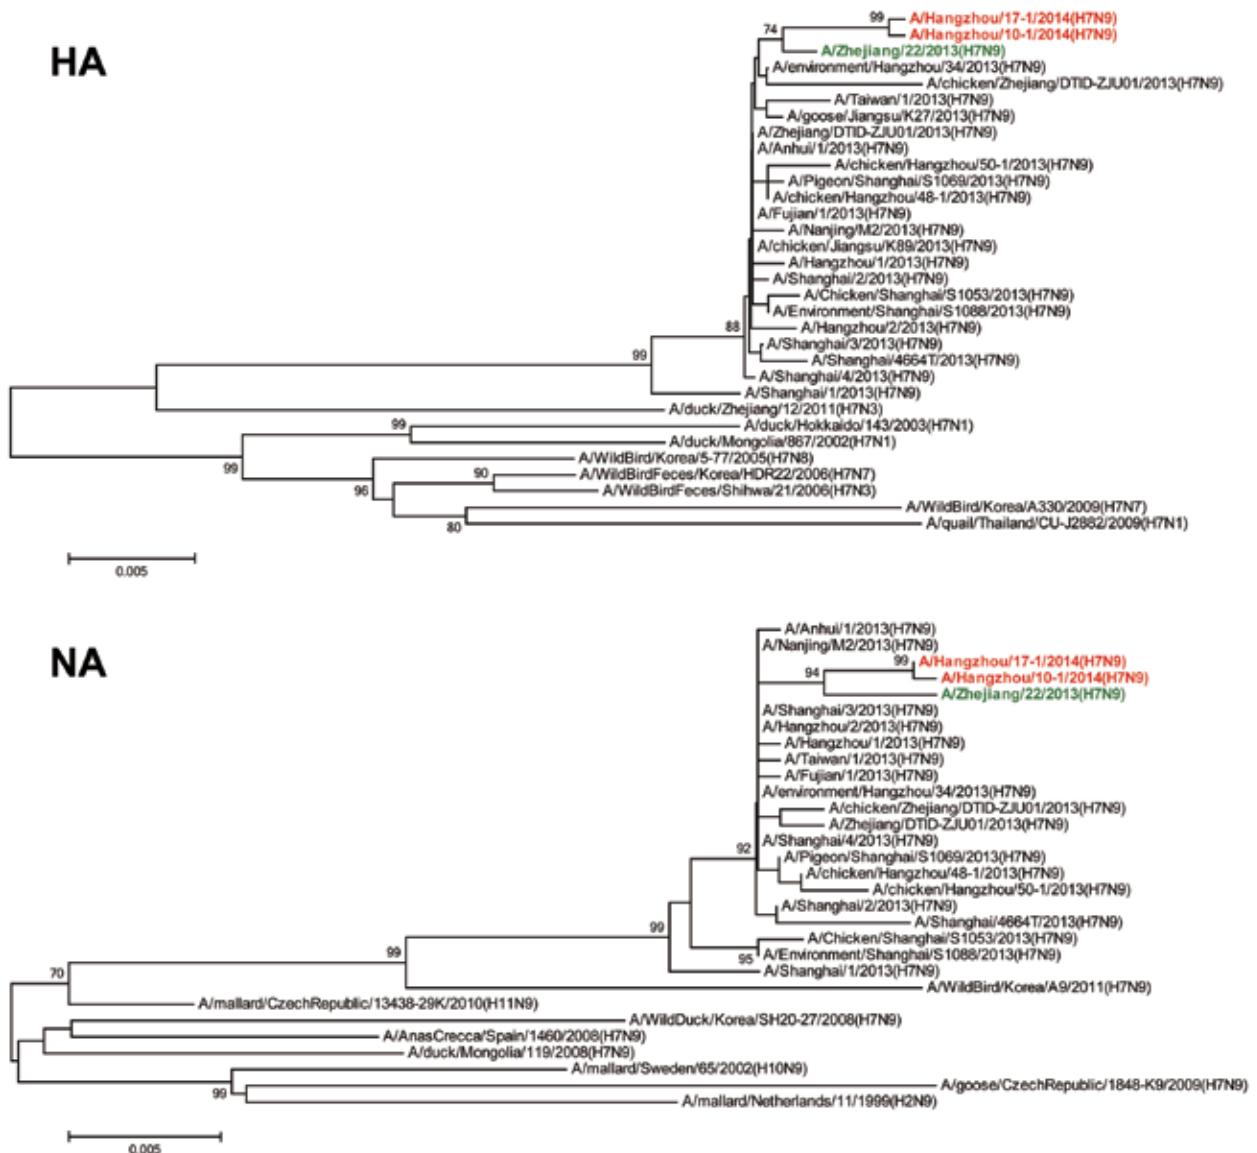 HA
99
A/Hangzhou/17-1/2014(H7N9)
74
A/Hangzhou/10-1/2014(H7N9)
A/Zhejiang/22/2013(H7N9)
A/environment/Hangzhou/34/2013(H7N9)
A/chicken/Zhejiang/DTID-ZJU01/2013(H7N9)
A/Taiwan/1/2013(H7N9)
A/goose/Jiangsu/K27/2013(H7N9)
A/Zhejiang/DTID-ZJU01/2013(H7N9)
A/Anhui/1/2013(H7N9)
A/chicken/Hangzhou/50-1/2013(H7N9)
A/Pigeon/Shanghai/S1069/2013(H7N9)
A/chicken/Hangzhou/48-1/2013(H7N9)
A/Fujian/1/2013(H7N9)
A/Nanjing/M2/2013(H7N9)
A/chicken/Jiangsu/K89/2013(H7N9)
A/Hangzhou/1/2013(H7N9)
A/Shanghai/2/2013(H7N9)
A/Chicken/Shanghai/S1053/2013(H7N9)
A/Environment/Shanghai/S1088/2013(H7N9)
88
A/Hangzhou/2/2013(H7N9)
A/Shanghai/3/2013(H7N9)
99
A/Shanghai/4664T/2013(H7N9)
A/Shanghai/4/2013(H7N9)
A/Shanghai/1/2013(H7N9)
A/duck/Zhejiang/12/2011(H7N3)
99
A/duck/Hokkaido/143/2003(H7N1)
A/duck/Mongolia/867/2002(H7N1)
A/WildBird/Korea/5-77/2005(H7N8)
99
90
A/WildBirdFeces/Korea/HDR22/2006(H7N7)
96
A/WildBirdFeces/Shihwa/21/2006(H7N3)
A/WildBird/Korea/A330/2009(H7N7)
80
A/quail/Thailand/CU-J2882/2009(H7N1)
0.005
NA
A/Anhui/1/2013(H7N9)
A/Nanjing/M2/2013(H7N9)
99
A/Hangzhou/17-1/2014(H7N9)
94
A/Hangzhou/10-1/2014(H7N9)
A/Zhejiang/22/2013(H7N9)
A/Shanghai/3/2013(H7N9)
A/Hangzhou/2/2013(H7N9)
A/Hangzhou/1/2013(H7N9)
A/Taiwan/1/2013(H7N9)
A/Fujian/1/2013(H7N9)
A/environment/Hangzhou/34/2013(H7N9)
A/chicken/Zhejiang/DTID-ZJU01/2013(H7N9)
A/Zhejiang/DTID-ZJU01/2013(H7N9)
A/Shanghai/4/2013(H7N9)
92
A/Pigeon/Shanghai/S1069/2013(H7N9)
A/chicken/Hangzhou/48-1/2013(H7N9)
A/chicken/Hangzhou/50-1/2013(H7N9)
A/Shanghai/2/2013(H7N9)
99
A/Shanghai/4664T/2013(H7N9)
A/Chicken/Shanghai/S1053/2013(H7N9)
99
95
A/Environment/Shanghai/S1088/2013(H7N9)
70
A/Shanghai/1/2013(H7N9)
A/WildBird/Korea/A9/2011(H7N9)
A/mallard/CzechRepublic/13438-29K/2010(H11N9)
A/WildDuck/Korea/SH20-27/2008(H7N9)
A/AnasCrecca/Spain/1460/2008(H7N9)
A/duck/Mongolia/119/2008(H7N9)
A/mallard/Sweden/65/2002(H10N9)
99
A/goose/CzechRepublic/1848-K9/2009(H7N9)
A/mallard/Netherlands/11/1999(H2N9)
0.005